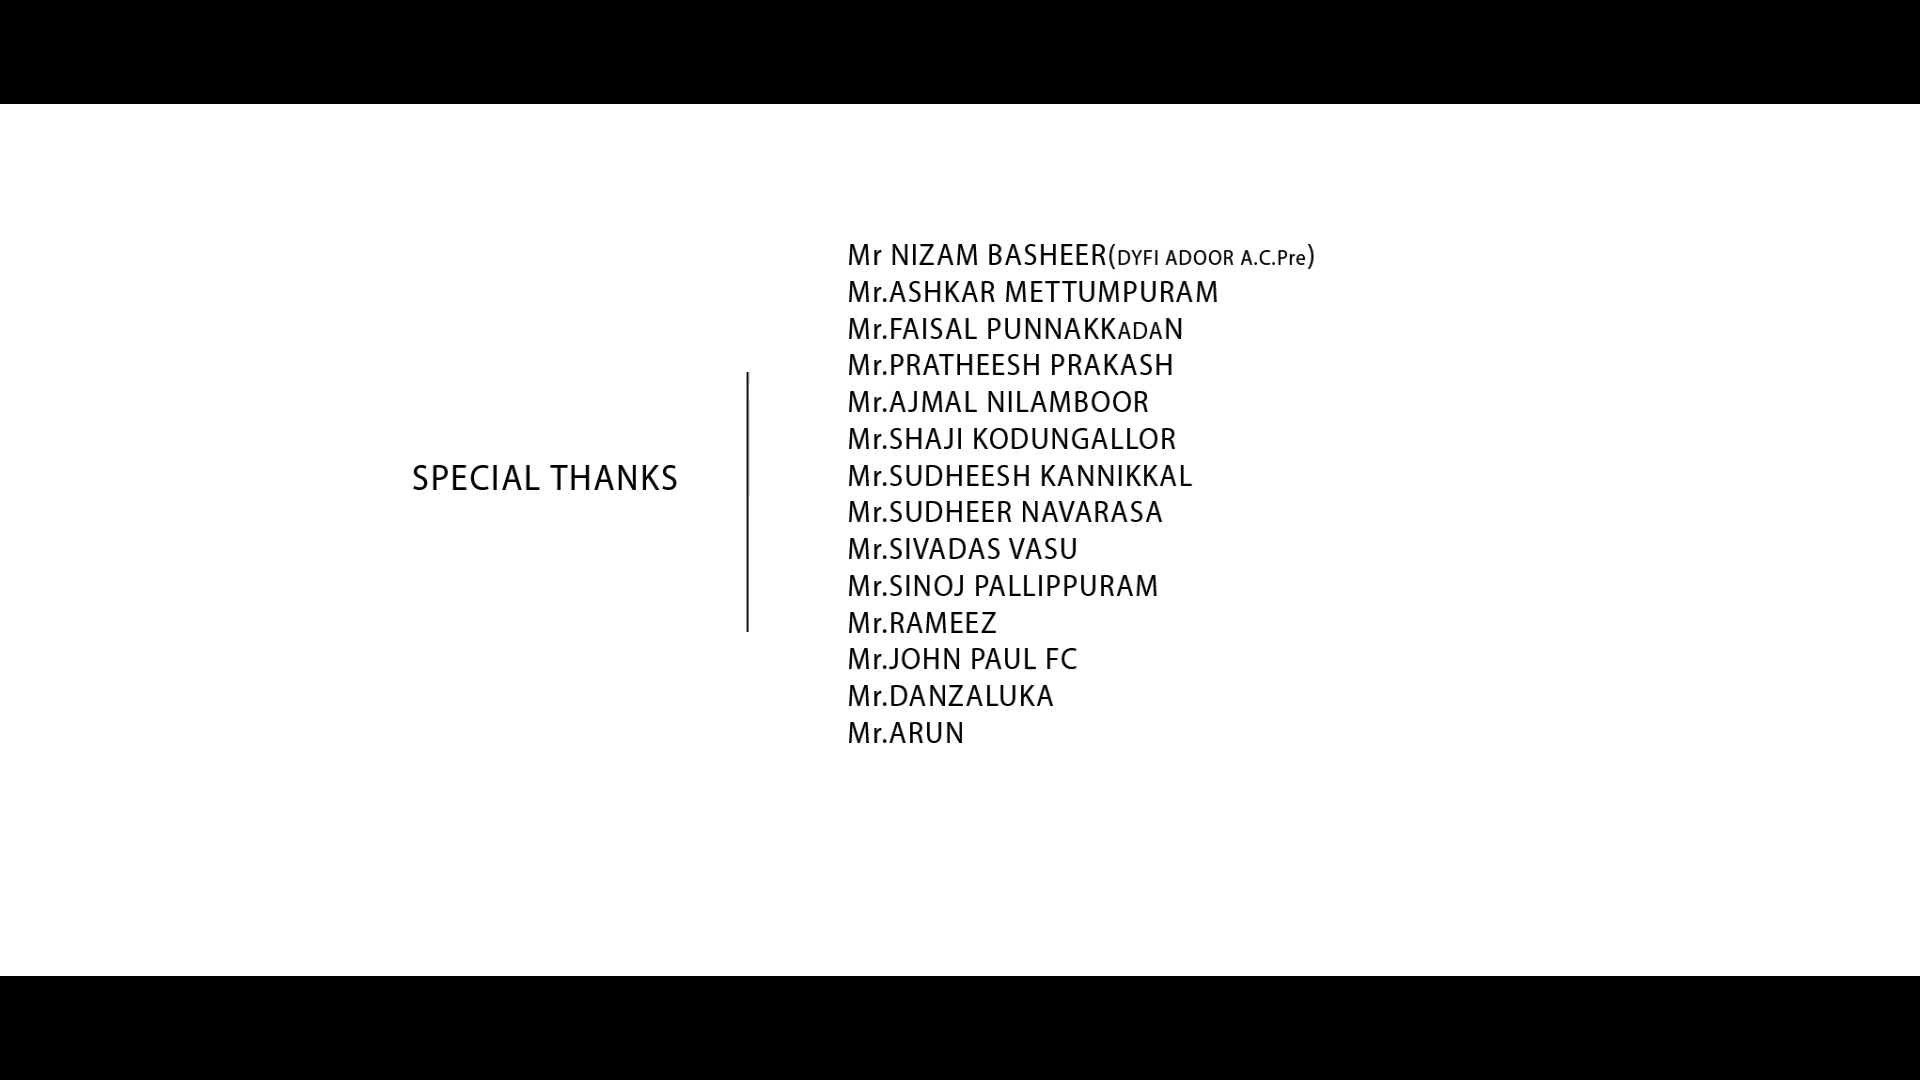 SPECIAL THANKS
Mr NIZAM BASHEER(DYFI ADOOR A.C.Pre)
Mr.ASHKAR METTUMPURAM
Mr.FAISAL PUNNAKKADAN
Mr.PRATHEESH PRAKASH
Mr.AJMAL NILAMBOOR
Mr.SHAJI KODUNGALLOR
Mr.SUDHEESH KANNIKKAL
Mr.SUDHEER NAVARASA
Mr.SIVADAS VASU
Mr.SINOJ PALLIPPURAM
Mr.RAMEEZ
Mr.JOHN PAUL FC
Mr.DANZALUKA
Mr.ARUN